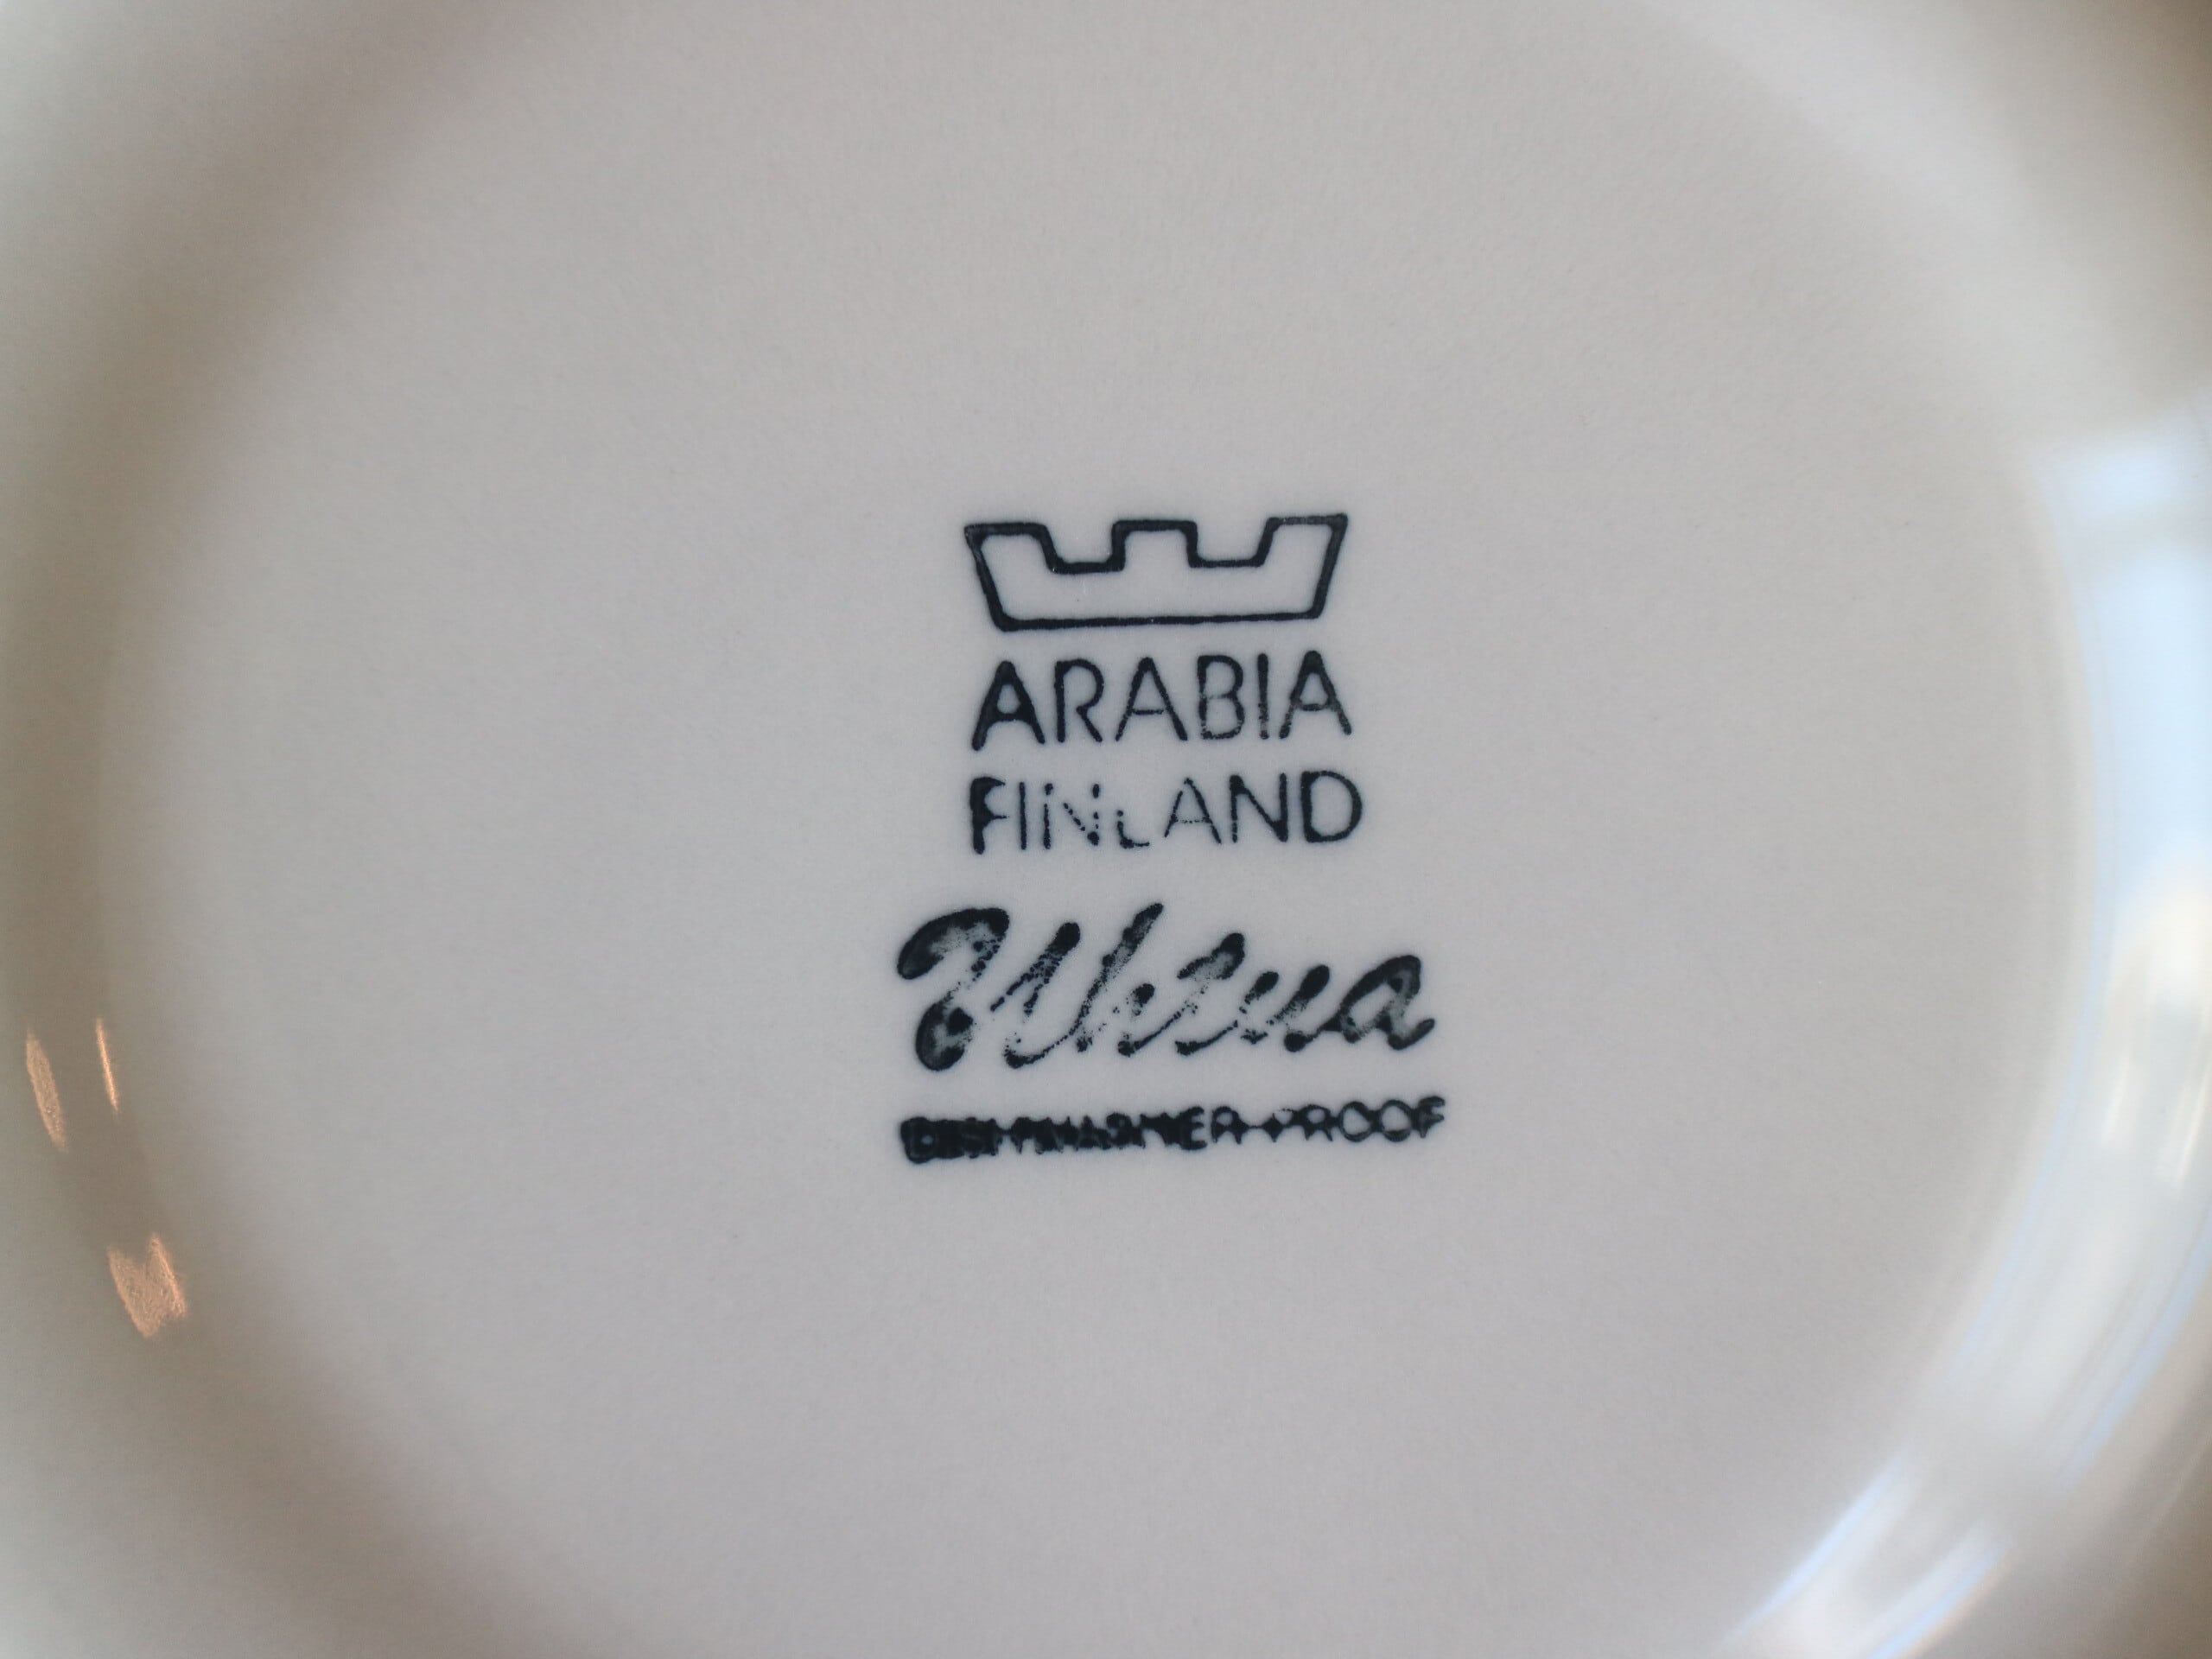 ARABIA
FINLAND
Uhtua
DISHWASHER-PROOF